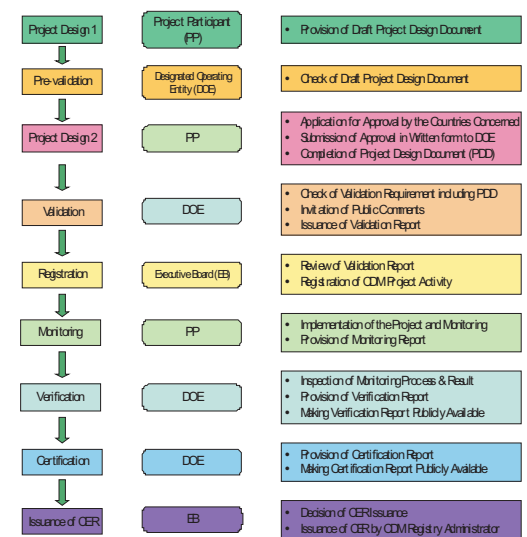 Project Design 1
Project Participant
(PP)
• Provision of Draft Project Design Document
Pre-validation
Designated Operating
Entity (DOE)
• Check of Draft Project Design Document
Project Design 2
PP
• Application for Approval by the Countries Concerned
• Submission of Approval in Written form to DOE
• Completion of Project Design Document (PDD)
Validation
DOE
• Check of Validation Requirement including PDD
• Invitation of Public Comments
• Issuance of Validation Report
Registration
Executive Board (EB)
• Review of Validation Report
• Registration of CDM Project Activity
Monitoring
PP
• Implementation of the Project and Monitoring
• Provision of Monitoring Report
Verification
DOE
• Inspection of Monitoring Process & Result
• Provision of Verification Report
• Making Verification Report Publicly Available
Certification
DOE
• Provision of Certification Report
• Making Certification Report Publicly Available
Issuance of CER
EB
• Decision of CER Issuance
• Issuance of CER by CDM Registry Administrator